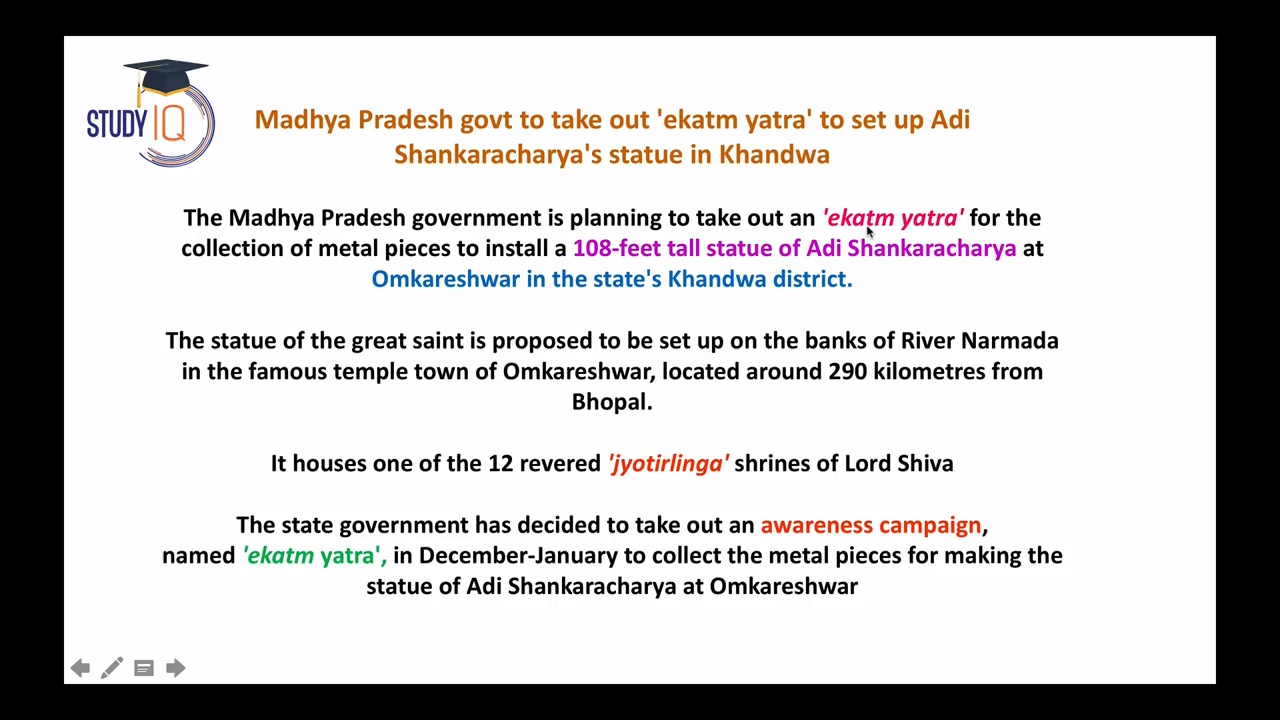 STUDY IQ
Madhya Pradesh govt to take out 'ekatm yatra' to set up Adi
Shankaracharya's statue in Khandwa
The Madhya Pradesh government is planning to take out an 'ekatm yatra' for the
collection of metal pieces to install a 108-feet tall statue of Adi Shankaracharya at
Omkareshwar in the state's Khandwa district.
The statue of the great saint is proposed to be set up on the banks of River Narmada
in the famous temple town of Omkareshwar, located around 290 kilometres from
Bhopal.
It houses one of the 12 revered 'jyotirlinga' shrines of Lord Shiva
The state government has decided to take out an awareness campaign,
named 'ekatm yatra', in December-January to collect the metal pieces for making the
statue of Adi Shankaracharya at Omkareshwar